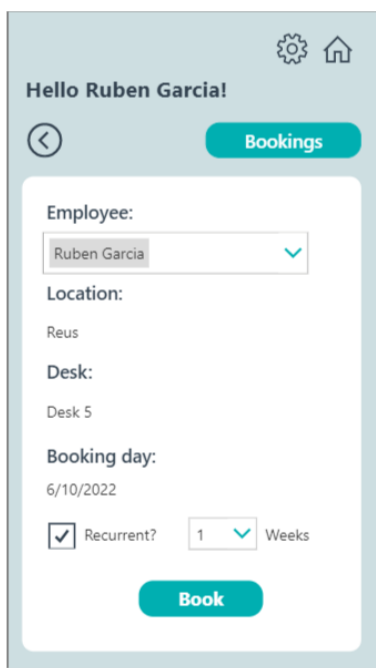 Hello Ruben Garcia!
Bookings
Employee:
Ruben Garcia
Location:
Reus
Desk:
Desk 5
Booking day:
6/10/2022
Recurrent? 1 Weeks
Book